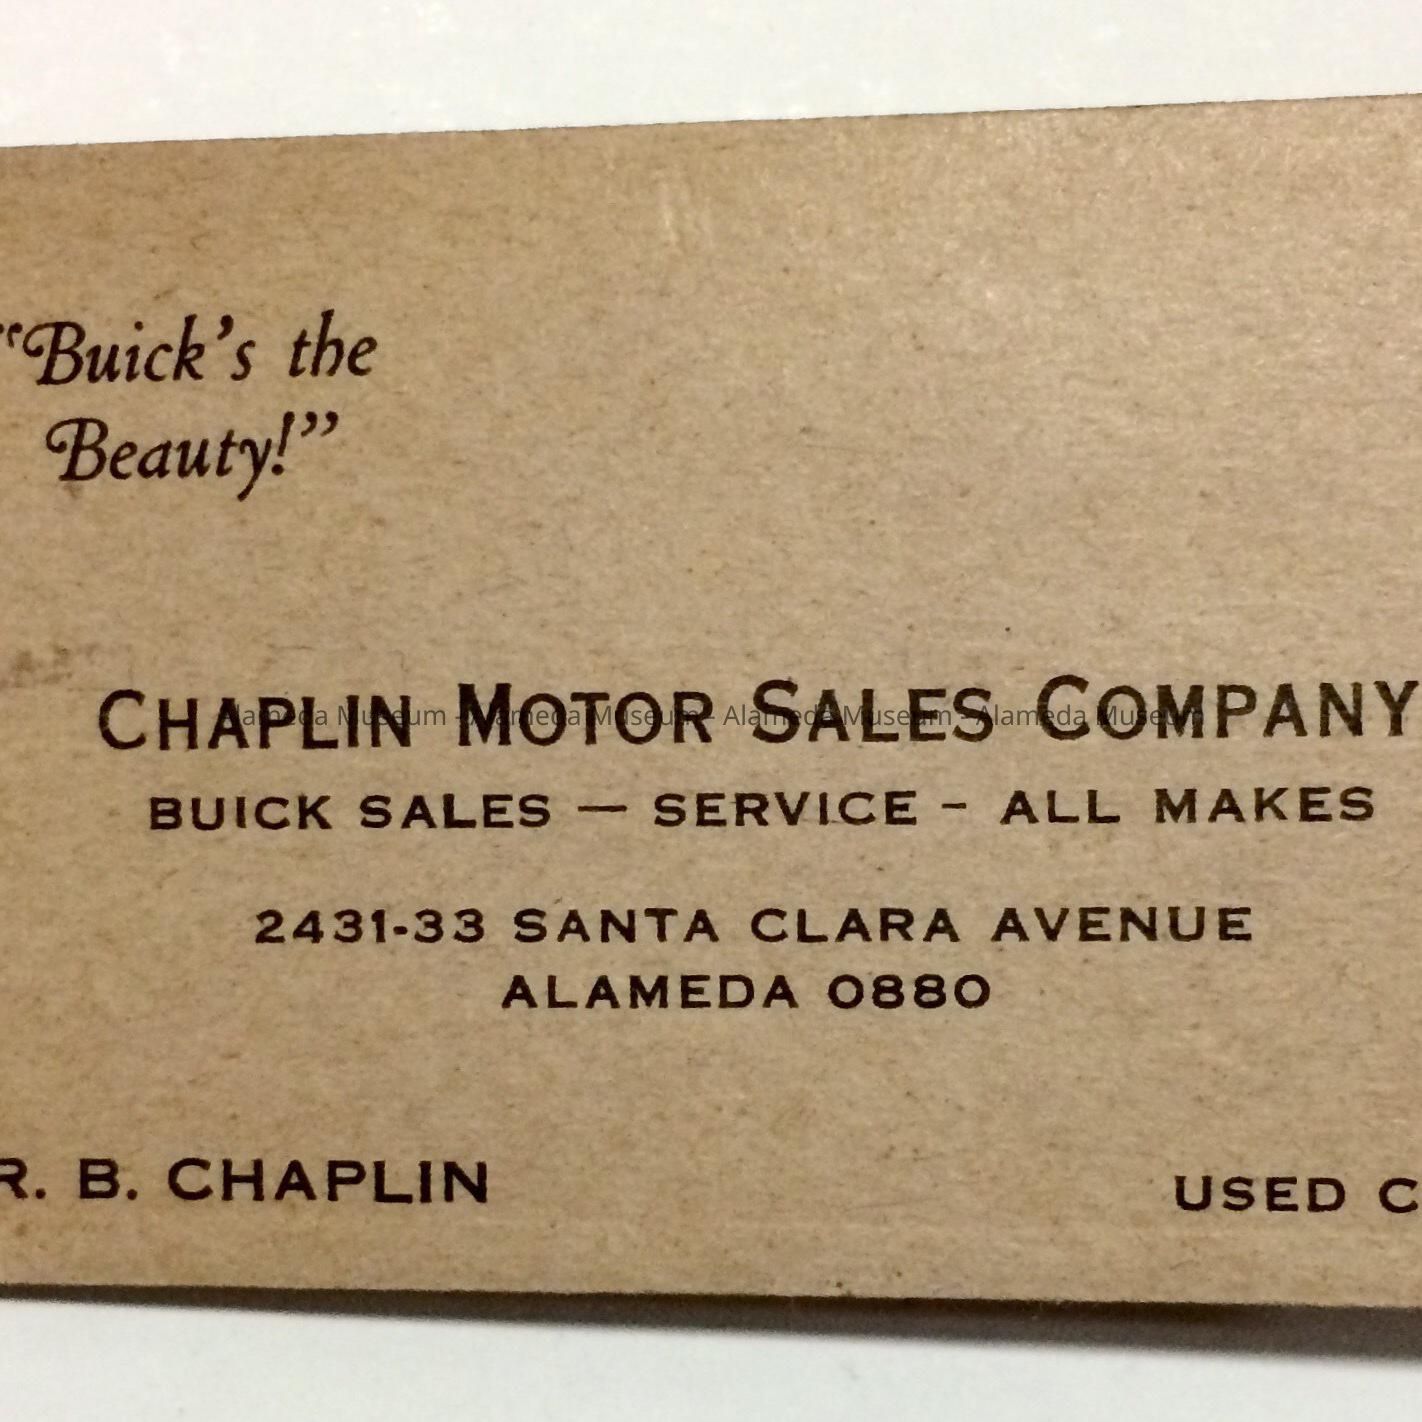 "Buick's the
Beauty!"
CHAPLIN MOTOR SALES COMPANY
Alameda Museum - Alameda Museum - Alameda Museum - Alameda Museum
BUICK SALES — SERVICE - ALL MAKES
2431-33 SANTA CLARA AVENUE
ALAMEDA 0880
R. B. CHAPLIN
USED C